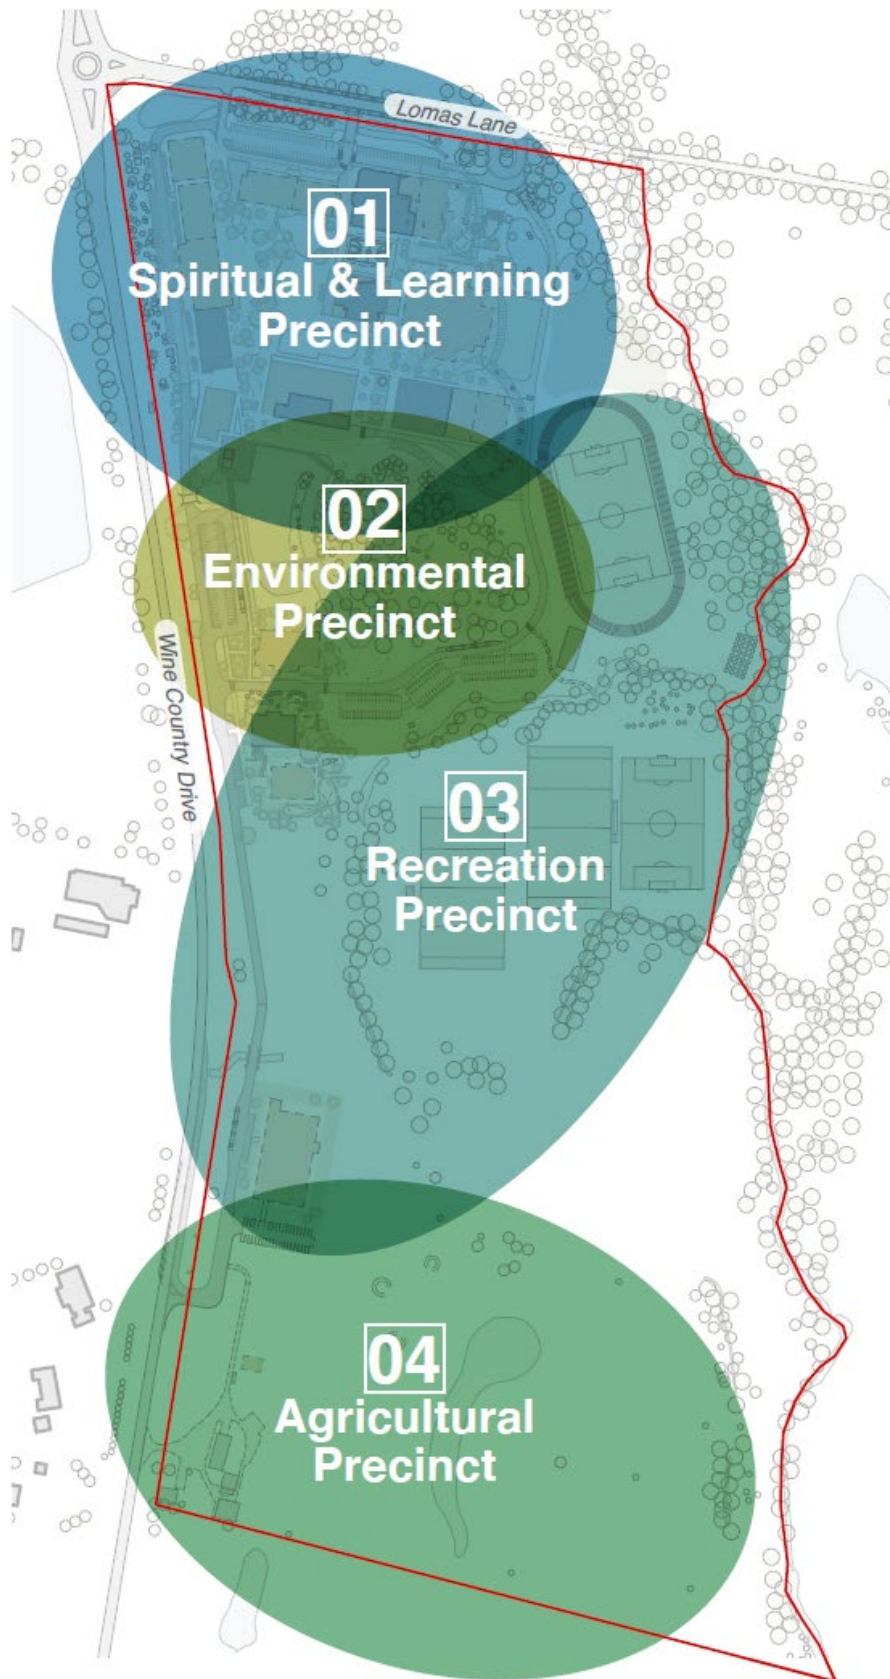 Lomas Lane
01
Spiritual & Learning
Precinct
02
Environmental
Precinct
Wine Country Drive
03
Recreation
Precinct
04
Agricultural
Precinct